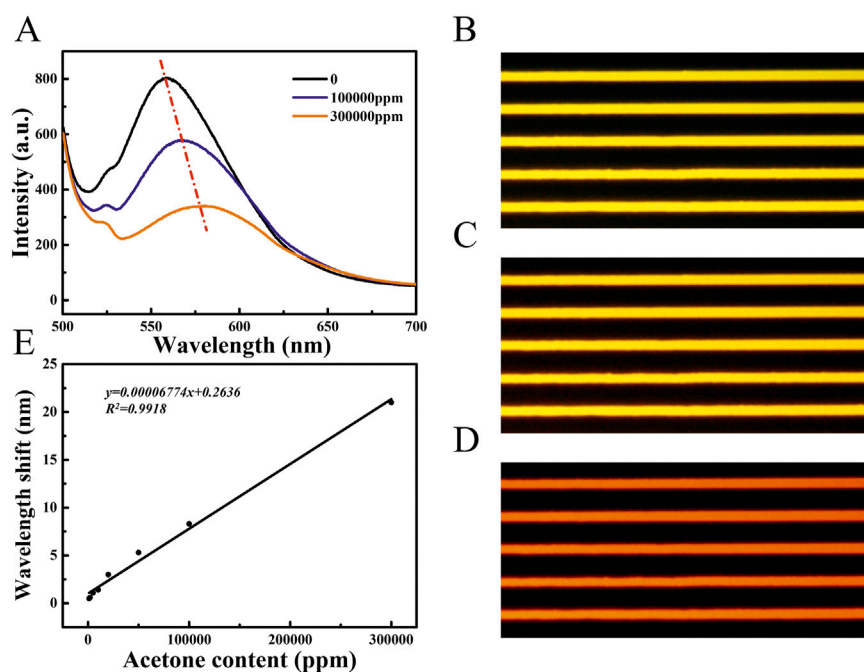 A
B
Intensity (a.u.)
800
600
400
200
0
0
100000ppm
300000ppm
500
550
600
650
700
Wavelength (nm)
C
E
Wavelength shift (nm)
25
20
15
10
5
0
y=0.00006774x+0.2636
R²=0.9918
0
100000
200000
300000
Acetone content (ppm)
D